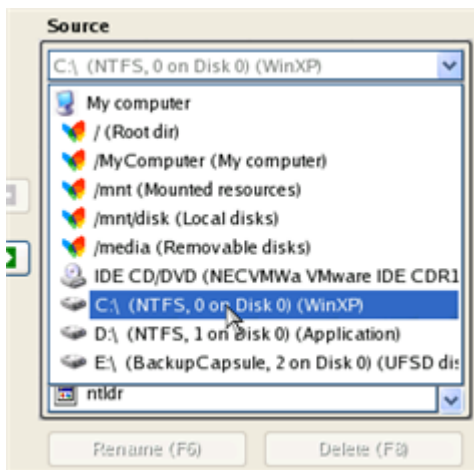 Source
C:\ (NTFS, 0 on Disk 0) (WinXP)
My computer
/ (Root dir)
/MyComputer (My computer)
/mnt (Mounted resources)
/mnt/disk (Local disks)
/media (Removable disks)
IDE CD/DVD (NECVMWa VMware IDE CDR1
C:\ (NTFS, 0 on Disk 0) (WinXP)
D:\ (NTFS, 1 on Disk 0) (Application)
E:\ (BackupCapsule, 2 on Disk 0) (UFSD dis
ntldr
Rename (F6) Delete (F8)